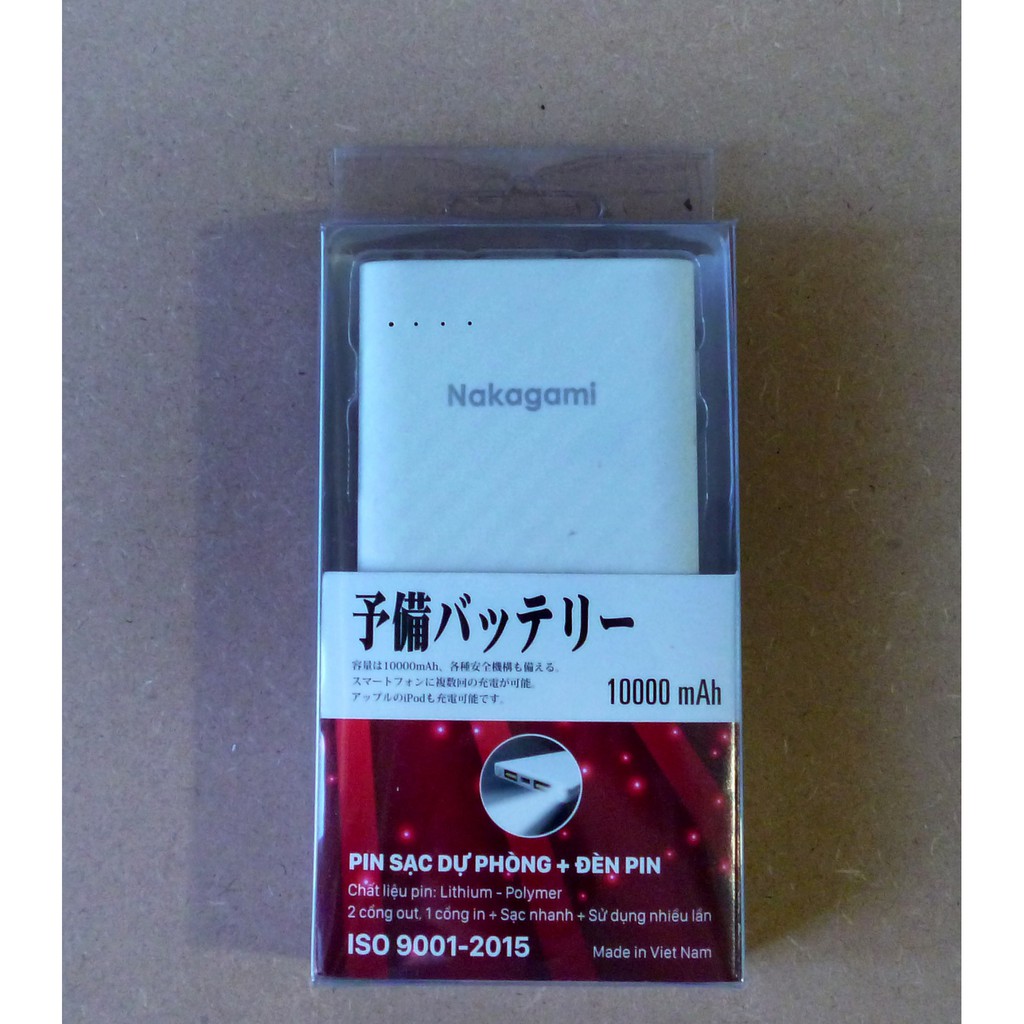 Nakagami
予備バッテリー
容量は10000mAh、各種安全機構も備える。
スマートフォンに複数回の充電が可能。
アップルのiPodも充電可能です。
10000 mAh
PIN SẠC DỰ PHÒNG + ĐÈN PIN
Chất liệu pin: Lithium - Polymer
2 cổng out, 1 cổng in + Sạc nhanh + Sử dụng nhiều lần
ISO 9001-2015
Made in Viet Nam